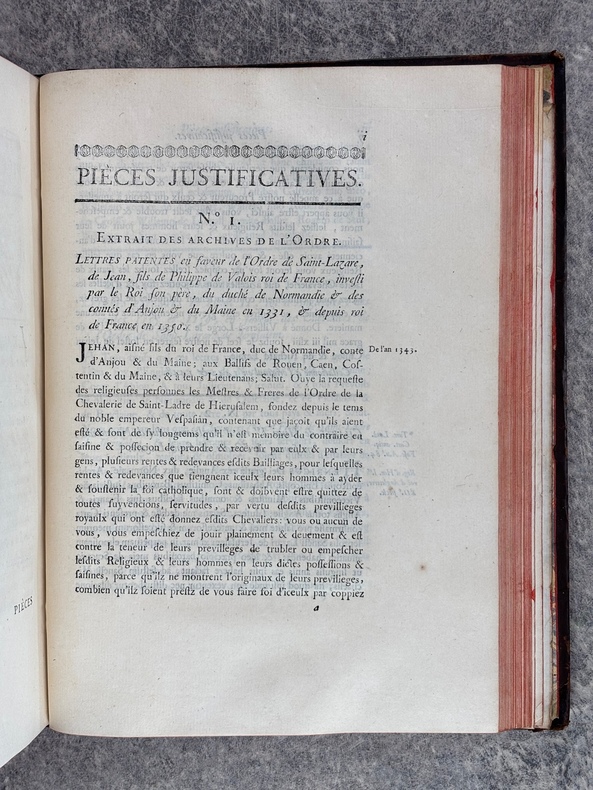 j
PIÈCES JUSTIFICATIVES.
N.º 1.
EXTRAIT DES ARCHIVES DE L'ORDRE.
LETTRES PATENTES en faveur de l'Ordre de Saint-Lazare,
de Jean, fils de Philippe de Valois roi de France, investi
par le Roi son père, du duché de Normandie & des
comtés d'Anjou & du Maine en 1331, & depuis roi
de France en 1350.
JEHAN, aisné fils du roi de France, duc de Normandie, conte
De l'an 1343.
d'Anjou & du Maine; aux Baillifs de Rouen, Caen, Cos-
tentin & du Maine, & à leurs Lieutenans; Salut. Ouye la requeste
des religieuses personnes les Mestres & Freres de l'Ordre de la
Chevalerie de Saint-Ladre de Hierusalem, fondez depuis le tems
du noble empereur Vespasian, contenant que jaçoit qu'ils aient
esté & sont de sy longtems qu'il n'est mémoire du contraire en
saisine & possecion de prendre & recevoir par eulx & par leurs
gens, plusieurs rentes & redevances esdits Bailliages, pour lesquelles
rentes & redevances que tiengnent iceulx leurs hommes à ayder
& soustenir la foi catholique, sont & doibvent estre quittez de
toutes suyvencions, servitudes, par vertu desdits previllieges
royaulx qui ont esté donnez esdits Chevaliers: vous ou aucun de
vous, vous empeschiez de jouir plainement & deuement & est
contre la teneur de leurs previlleges de trubler ou empescher
lesdits Religieux & leurs hommes en leurs dictes possessions &
saisines, parce qu'ilz ne montrent l'originaux de leurs previlleges,
combien qu'ilz soient prestz de vous faire foi d'iceulx par coppiez
a
PIÈCES